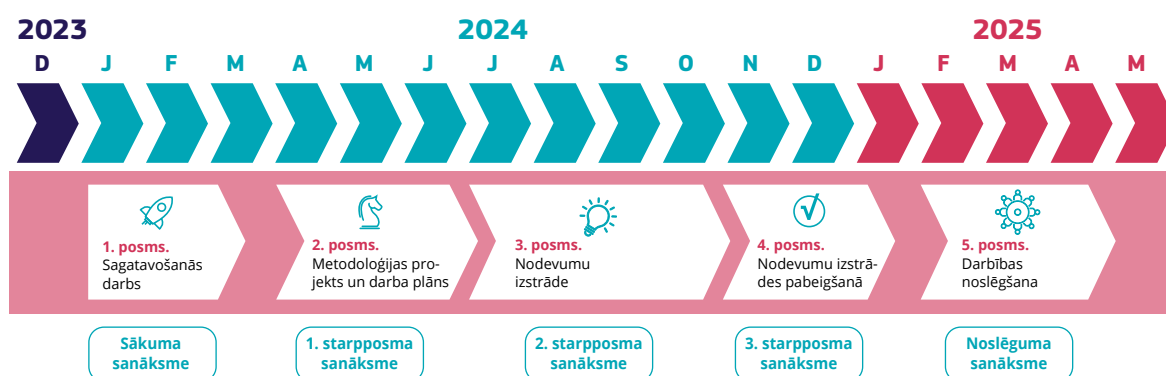 2023 2024 2025
D J F M A M J J A S O N D J F M A M
1. posms.
Sagatavošanās
darbs
2. posms.
Metodoloģijas pro-
jekts un darba plāns
3. posms.
Nodevumu
izstrāde
4. posms.
Nodevumu izstrā-
des pabeigšanā
5. posms.
Darbības
noslēgšana
Sākuma
sanāksme
1. starpposma
sanāksme
2. starpposma
sanāksme
3. starpposma
sanāksme
Noslēguma
sanāksme